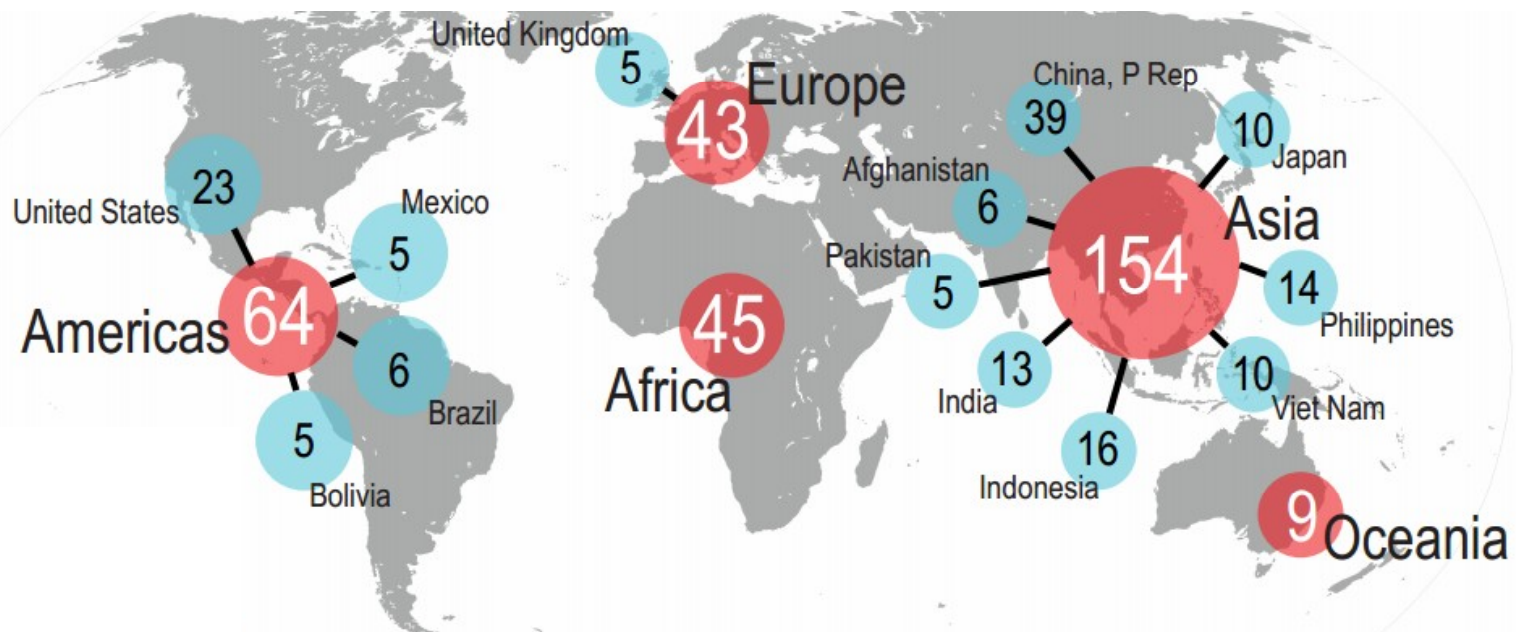 United Kingdom
5
Europe
43
China, P Rep
39
10
Japan
Afghanistan
6
23
United States
Mexico
5
Asia
154
Pakistan
5
14
Philippines
Americas
64
45
Africa
6
Brazil
13
India
10
Viet Nam
5
Bolivia
16
Indonesia
9
Oceania